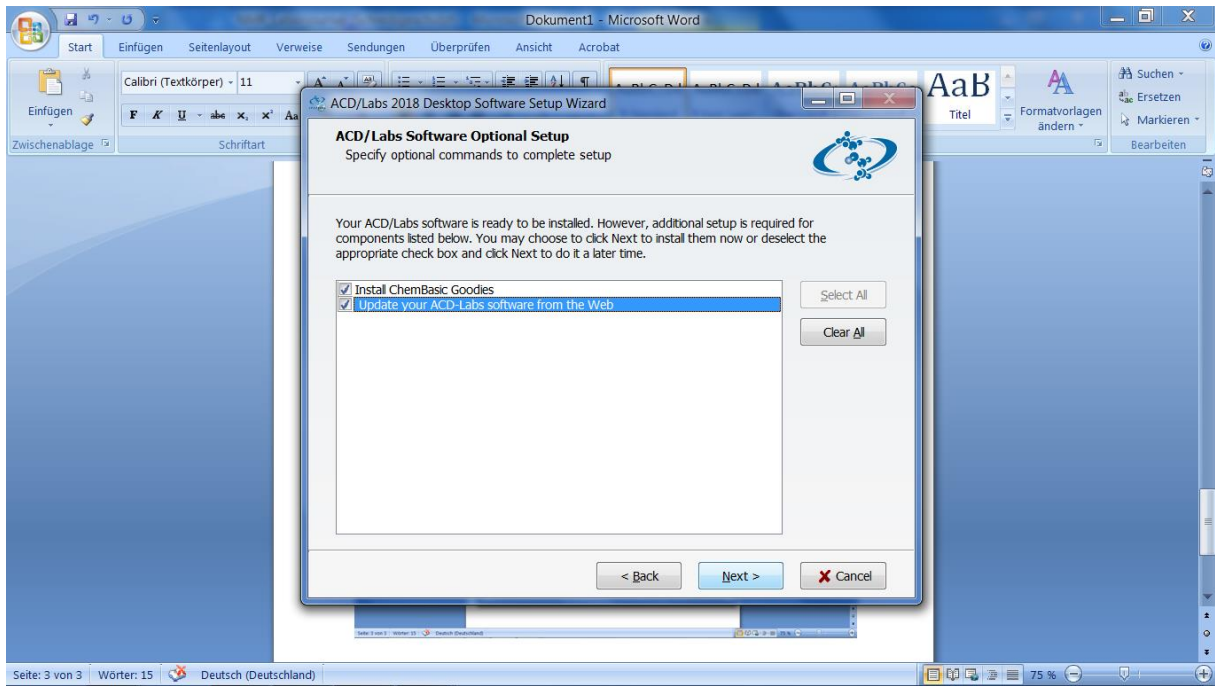 Dokument1 - Microsoft Word
Start Einfügen Seitenlayout Verweise Sendungen Überprüfen Ansicht Acrobat
Calibri (Textkörper) 11
Einfügen
F K U abe x₂ x² Aa
AaB
Titel
Formatvorlagen
ändern
Suchen
Ersetzen
Markieren
Zwischenablage Schriftart Bearbeiten
ACD/Labs 2018 Desktop Software Setup Wizard
ACD/Labs Software Optional Setup
Specify optional commands to complete setup
Your ACD/Labs software is ready to be installed. However, additional setup is required for
components listed below. You may choose to click Next to install them now or deselect the
appropriate check box and click Next to do it a later time.
Install ChemBasic Goodies
Update your ACD-Labs software from the Web
Select All
Clear All
< Back Next > Cancel
Seite: 3 von 3 Wörter: 15 Deutsch (Deutschland) 75 %